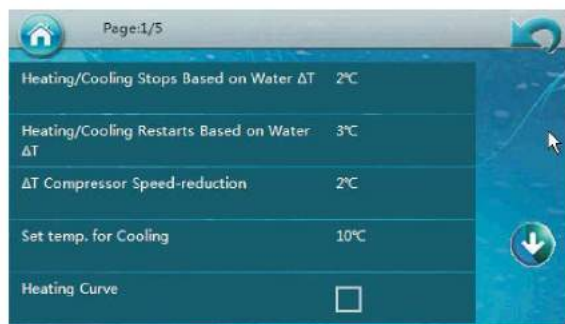 Page:1/5
Heating/Cooling Stops Based on Water ΔT 2℃
Heating/Cooling Restarts Based on Water 3℃
ΔT
ΔT Compressor Speed-reduction 2℃
Set temp. for Cooling 10℃
Heating Curve